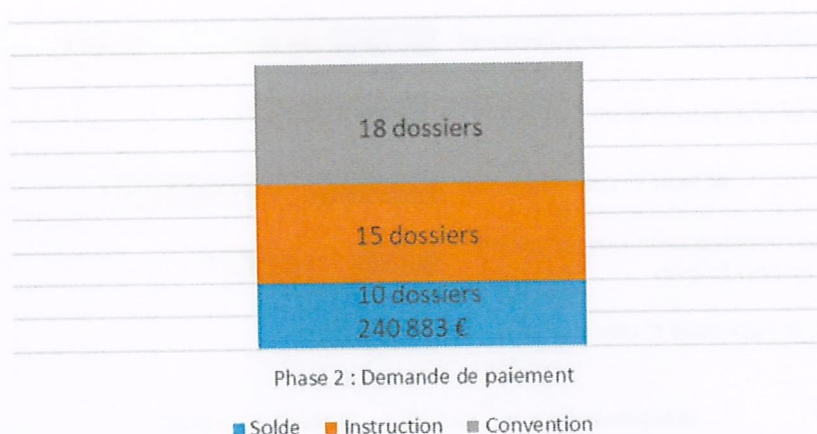 18 dossiers
15 dossiers
10 dossiers
240 883 €
Phase 2 : Demande de paiement
Solde Instruction Convention